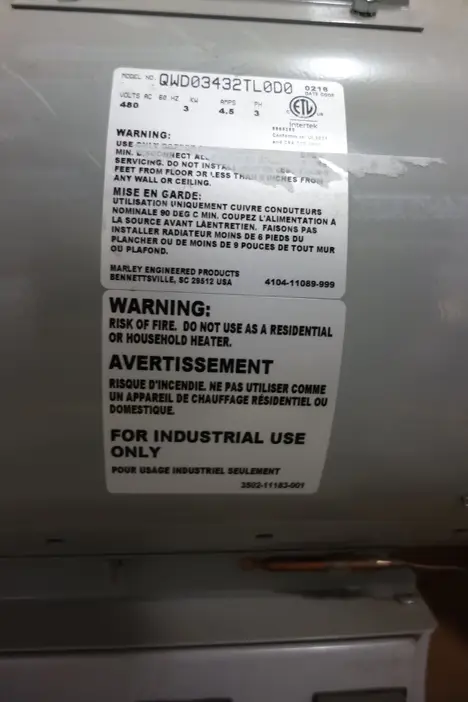 MODEL NO. QWD03432TL0D0 0218
DATE CODE
VOLTS AC 60 HZ KW AMPS PH
480 3 4.5 3
ETL
Intertek
WARNING:
USE ONLY
MIN. DISCONNECT ALL
SERVICING. DO NOT INSTALL
FEET FROM FLOOR OR LESS THAN INCHES FROM
ANY WALL OR CEILING.
MISE EN GARDE:
UTILISATION UNIQUEMENT CUIVRE CONDUTEURS
NOMINALE 90 DEG C MIN. COUPEZ L'ALIMENTATION A
LA SOURCE AVANT LÄENTRETIEN. FAISONS PAS
INSTALLER RADIATEUR MOINS DE 6 PIEDS DU
PLANCHER OU DE MOINS DE 9 POUCES DE TOUT MUR
OU PLAFOND.
MARLEY ENGINEERED PRODUCTS
BENNETTSVILLE, SC 29512 USA 4104-11089-999
WARNING:
RISK OF FIRE. DO NOT USE AS A RESIDENTIAL
OR HOUSEHOLD HEATER.
AVERTISSEMENT
RISQUE D'INCENDIE. NE PAS UTILISER COMME
UN APPAREIL DE CHAUFFAGE RÉSIDENTIEL OU
DOMESTIQUE.
FOR INDUSTRIAL USE
ONLY
POUR USAGE INDUSTRIEL SEULEMENT
3502-11183-001